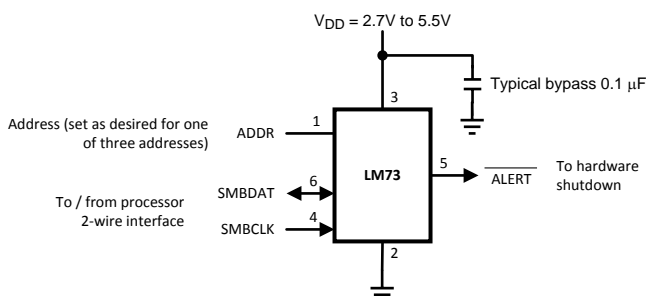 V_DD = 2.7V to 5.5V
Typical bypass 0.1 μF
3
Address (set as desired for one
of three addresses)
ADDR
1
LM73
5
ALERT
To hardware
shutdown
To / from processor
2-wire interface
SMBDAT
6
SMBCLK
4
2